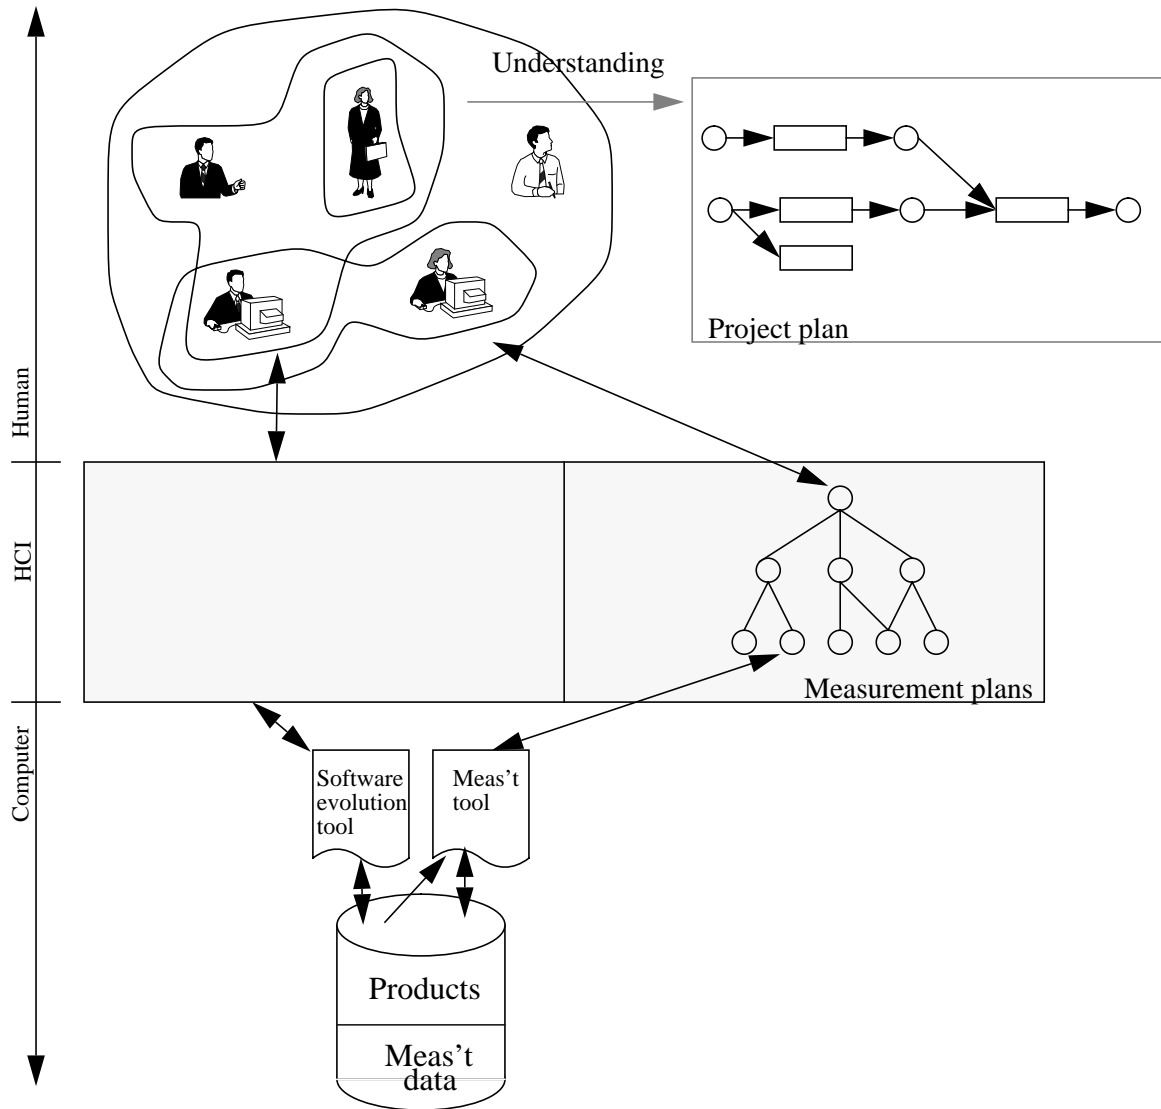 Understanding
Project plan
Human
HCI
Measurement plans
Computer
Software
evolution
tool
Meas't
tool
Products
Meas't
data